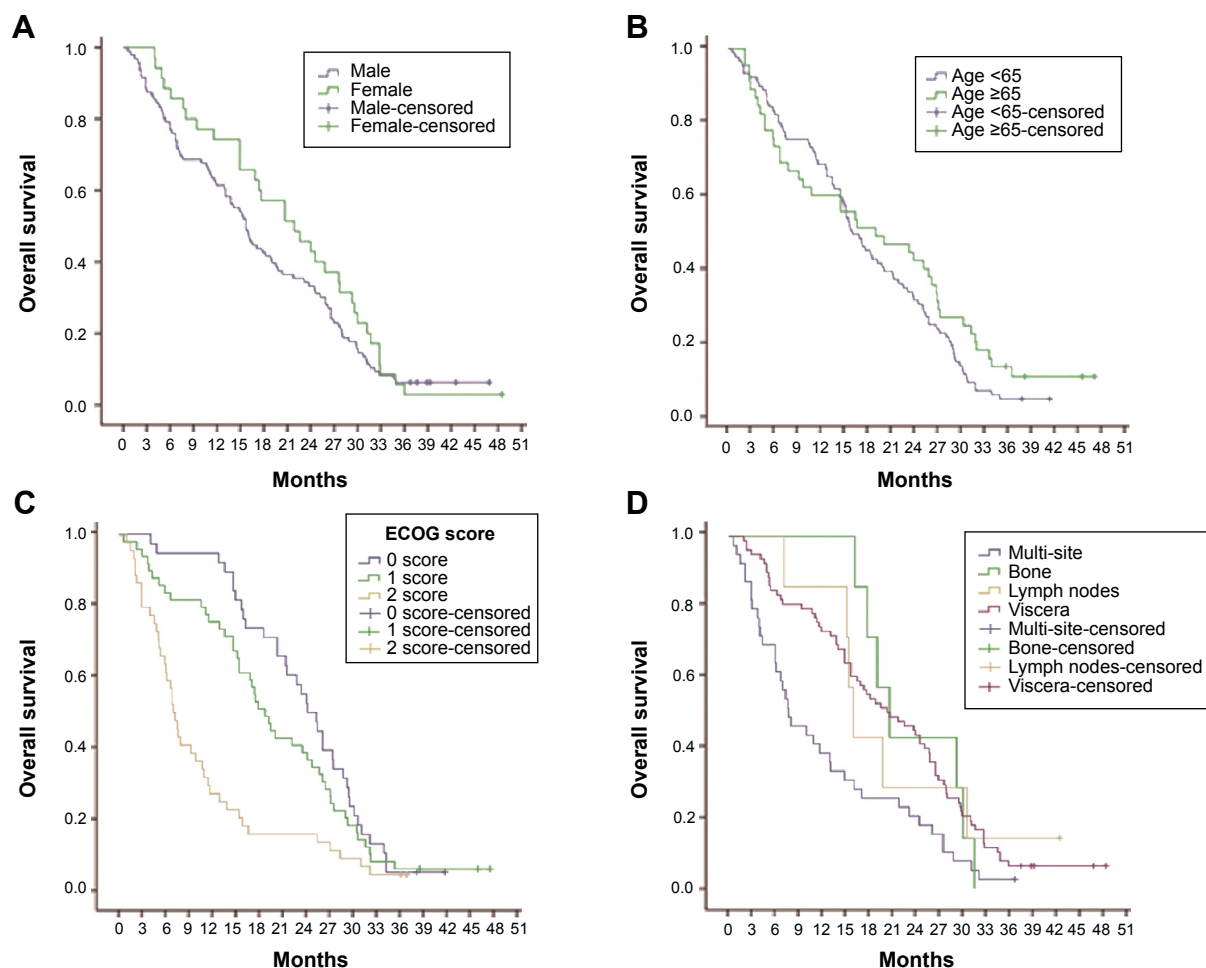 A
1.0
0.8
0.6
0.4
0.2
0.0
Overall survival
Male
Female
Male-censored
Female-censored
0 3 6 9 12 15 18 21 24 27 30 33 36 39 42 45 48 51
Months
B
1.0
0.8
0.6
0.4
0.2
0.0
Overall survival
Age <65
Age ≥65
Age <65-censored
Age ≥65-censored
0 3 6 9 12 15 18 21 24 27 30 33 36 39 42 45 48 51
Months
C
1.0
0.8
0.6
0.4
0.2
0.0
Overall survival
ECOG score
0 score
1 score
2 score
0 score-censored
1 score-censored
2 score-censored
0 3 6 9 12 15 18 21 24 27 30 33 36 39 42 45 48 51
Months
D
1.0
0.8
0.6
0.4
0.2
0.0
Overall survival
Multi-site
Bone
Lymph nodes
Viscera
Multi-site-censored
Bone-censored
Lymph nodes-censored
Viscera-censored
0 3 6 9 12 15 18 21 24 27 30 33 36 39 42 45 48 51
Months